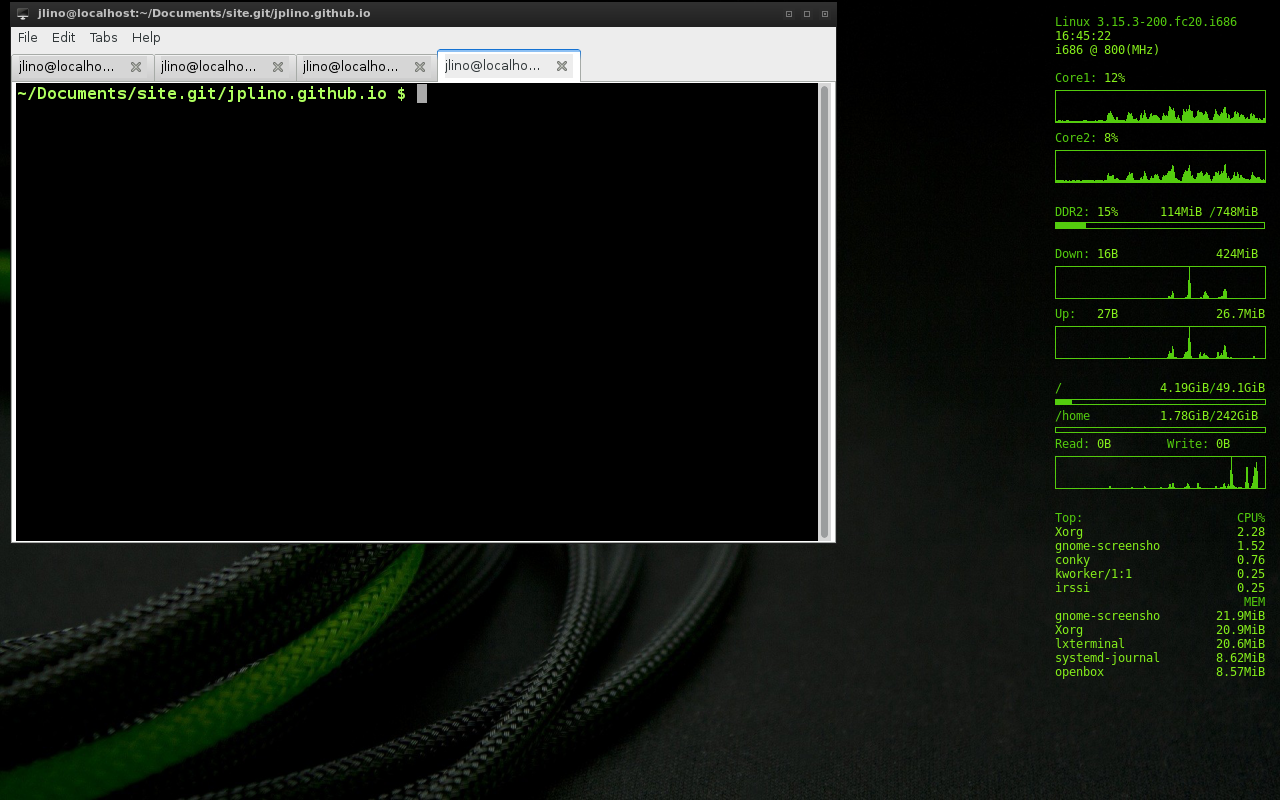 jlino@localhost:~/Documents/site.git/jplino.github.io
File Edit Tabs Help
jlino@localho... jlino@localho... jlino@localho... jlino@localho...
~/Documents/site.git/jplino.github.io $
Linux 3.15.3-200.fc20.i686
16:45:22
i686 @ 800(MHz)
Core1: 12%
Core2: 8%
DDR2: 15% 114MiB /748MiB
Down: 16B 424MiB
Up: 27B 26.7MiB
/ 4.19GiB/49.1GiB
/home 1.78GiB/242GiB
Read: 0B Write: 0B
Top: CPU%
Xorg 2.28
gnome-screensho 1.52
conky 0.76
kworker/1:1 0.25
irssi 0.25
MEM
gnome-screensho 21.9MiB
Xorg 20.9MiB
lxterminal 20.6MiB
systemd-journal 8.62MiB
openbox 8.57MiB